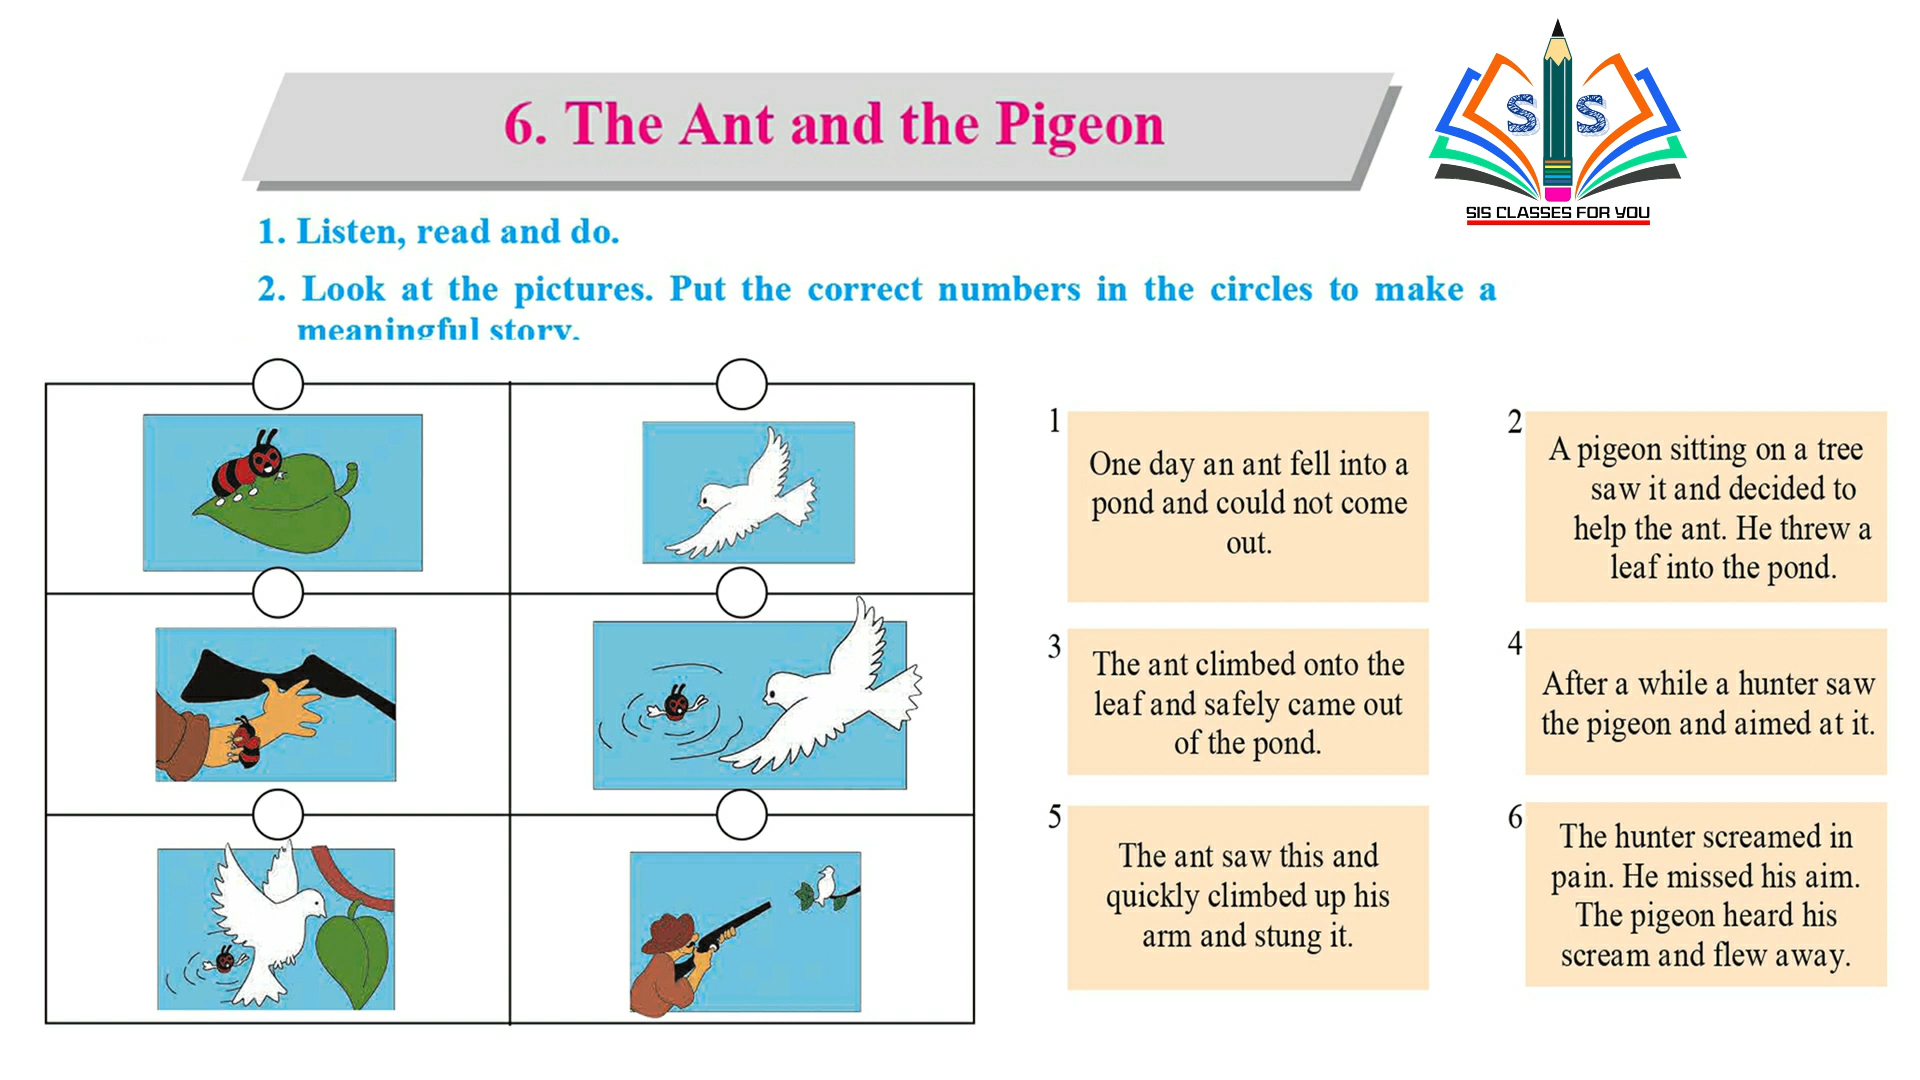 6. The Ant and the Pigeon
S S
SIS CLASSES FOR YOU
1. Listen, read and do.
2. Look at the pictures. Put the correct numbers in the circles to make a
meaningful story.
1
One day an ant fell into a
pond and could not come
out.
2
A pigeon sitting on a tree
saw it and decided to
help the ant. He threw a
leaf into the pond.
3
The ant climbed onto the
leaf and safely came out
of the pond.
4
After a while a hunter saw
the pigeon and aimed at it.
5
The ant saw this and
quickly climbed up his
arm and stung it.
6
The hunter screamed in
pain. He missed his aim.
The pigeon heard his
scream and flew away.